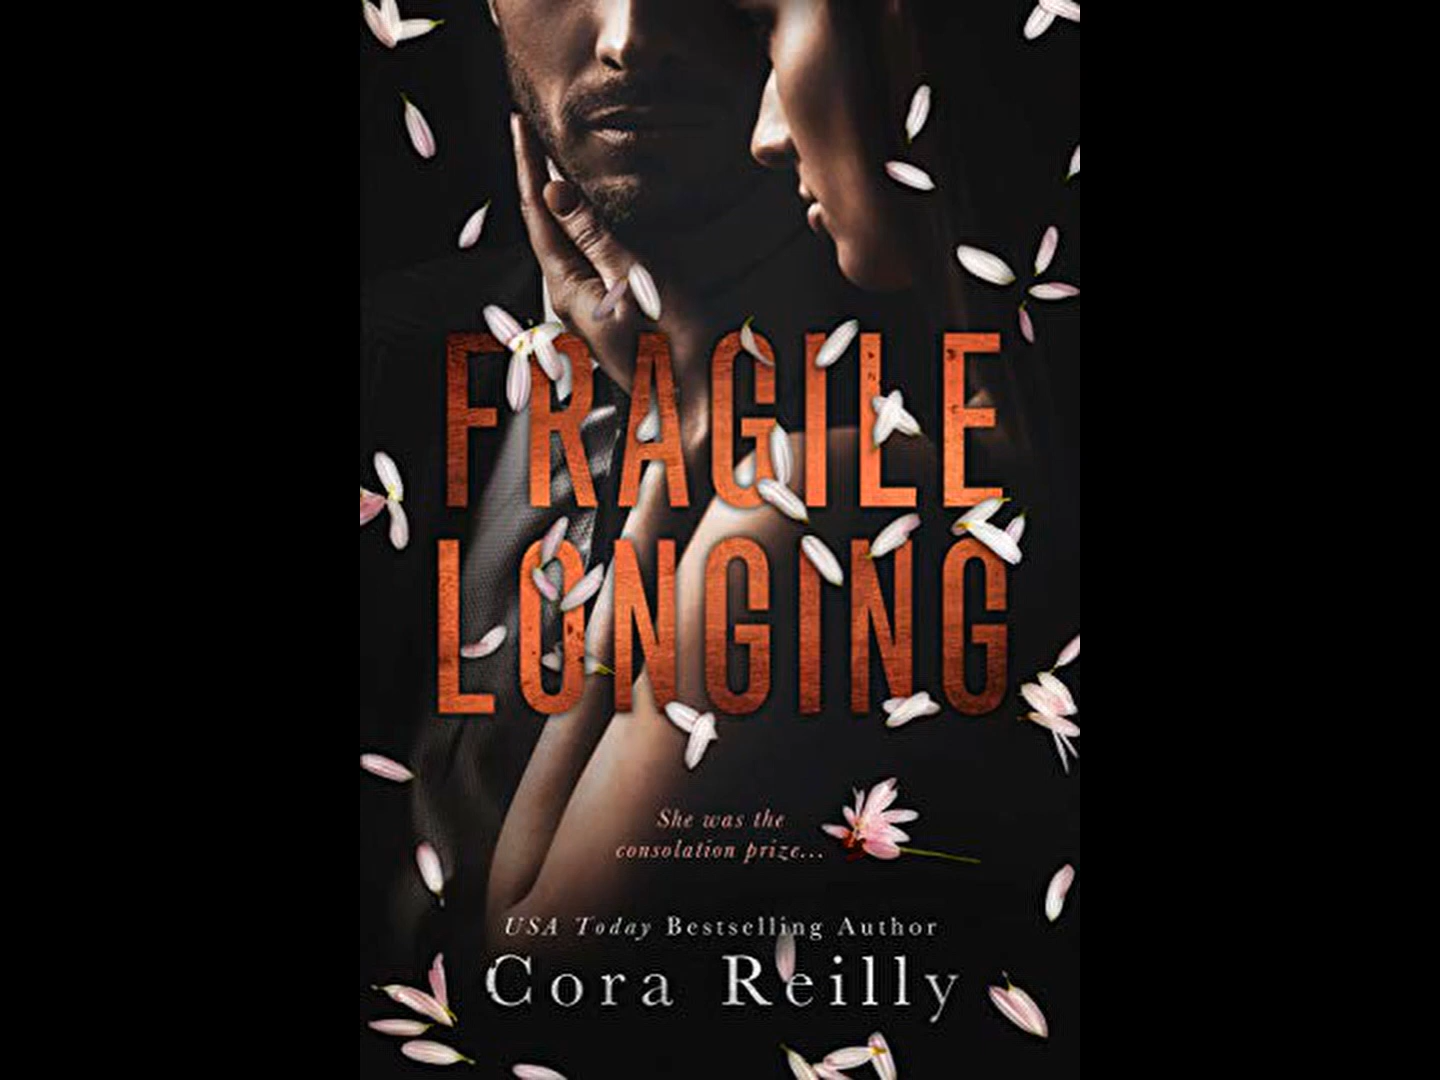 FRAGILE
LONGING
She was the
consolation prize...
USA Today Bestselling Author
Cora Reilly